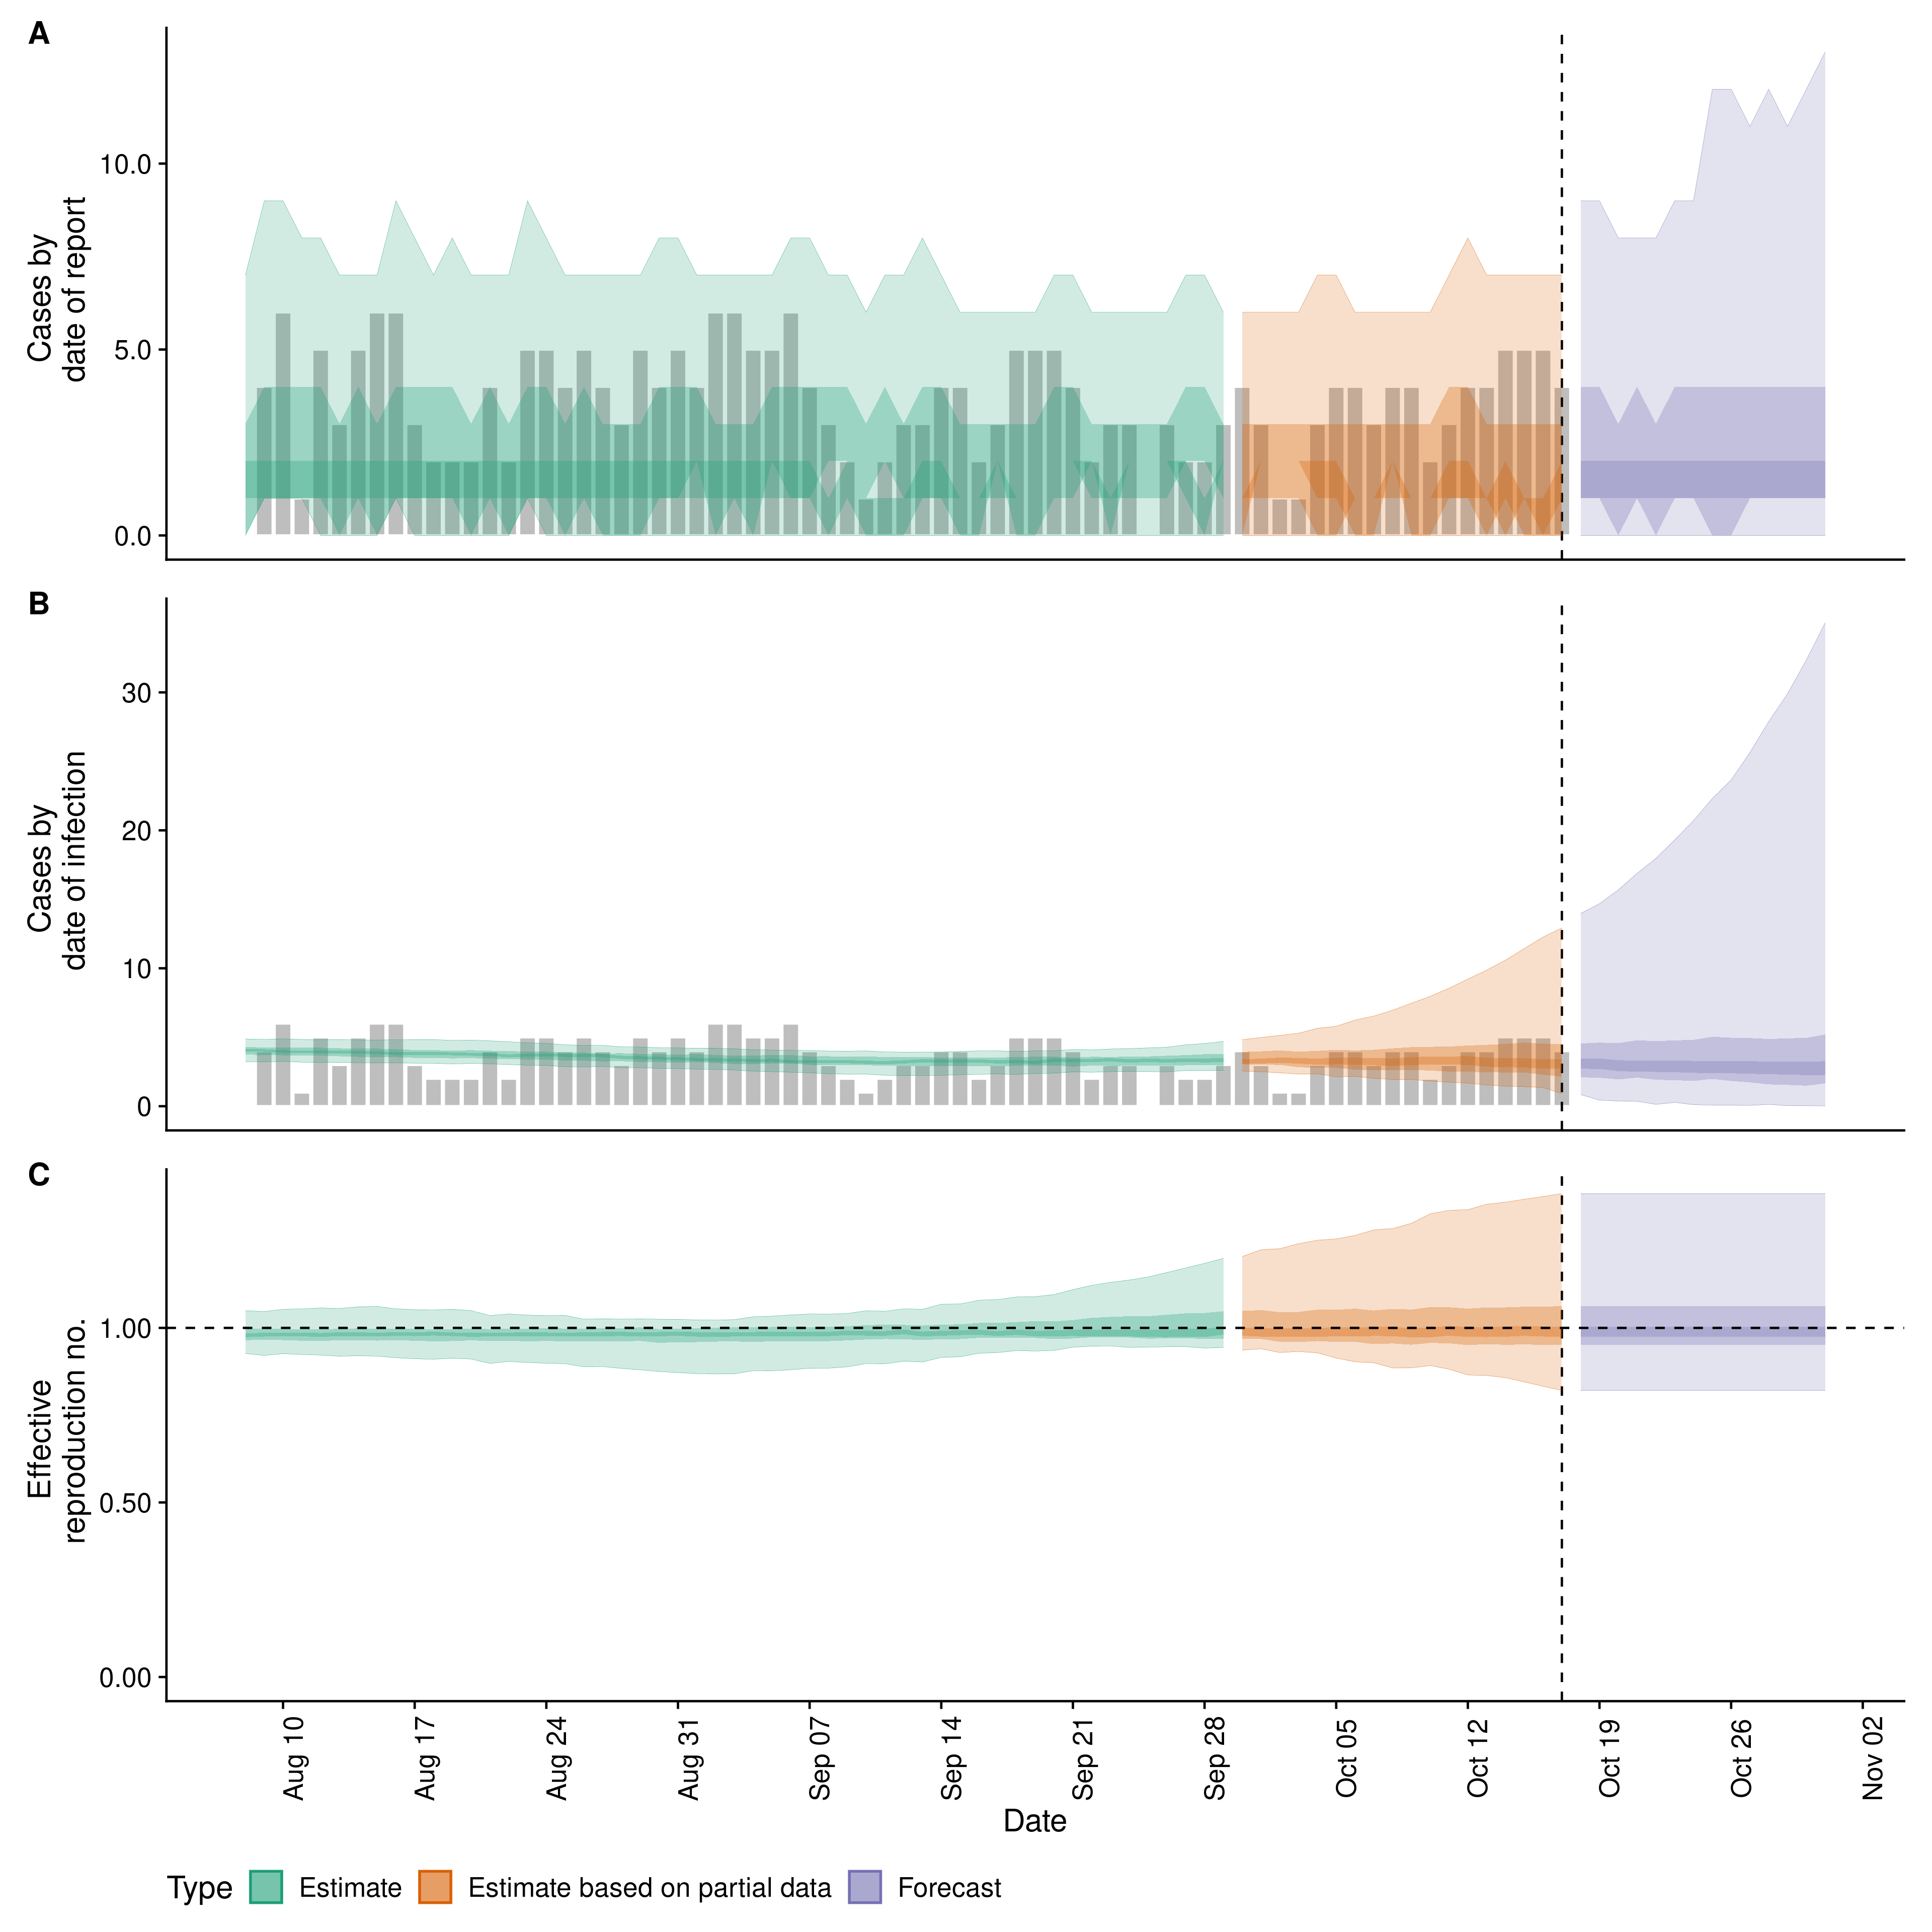 A
Cases by
date of report
10.0
5.0
0.0
B
Cases by
date of infection
30
20
10
0
C
Effective
reproduction no.
1.00
0.50
0.00
Aug 10
Aug 17
Aug 24
Aug 31
Sep 07
Sep 14
Sep 21
Sep 28
Oct 05
Oct 12
Oct 19
Oct 26
Nov 02
Date
Type Estimate Estimate based on partial data Forecast